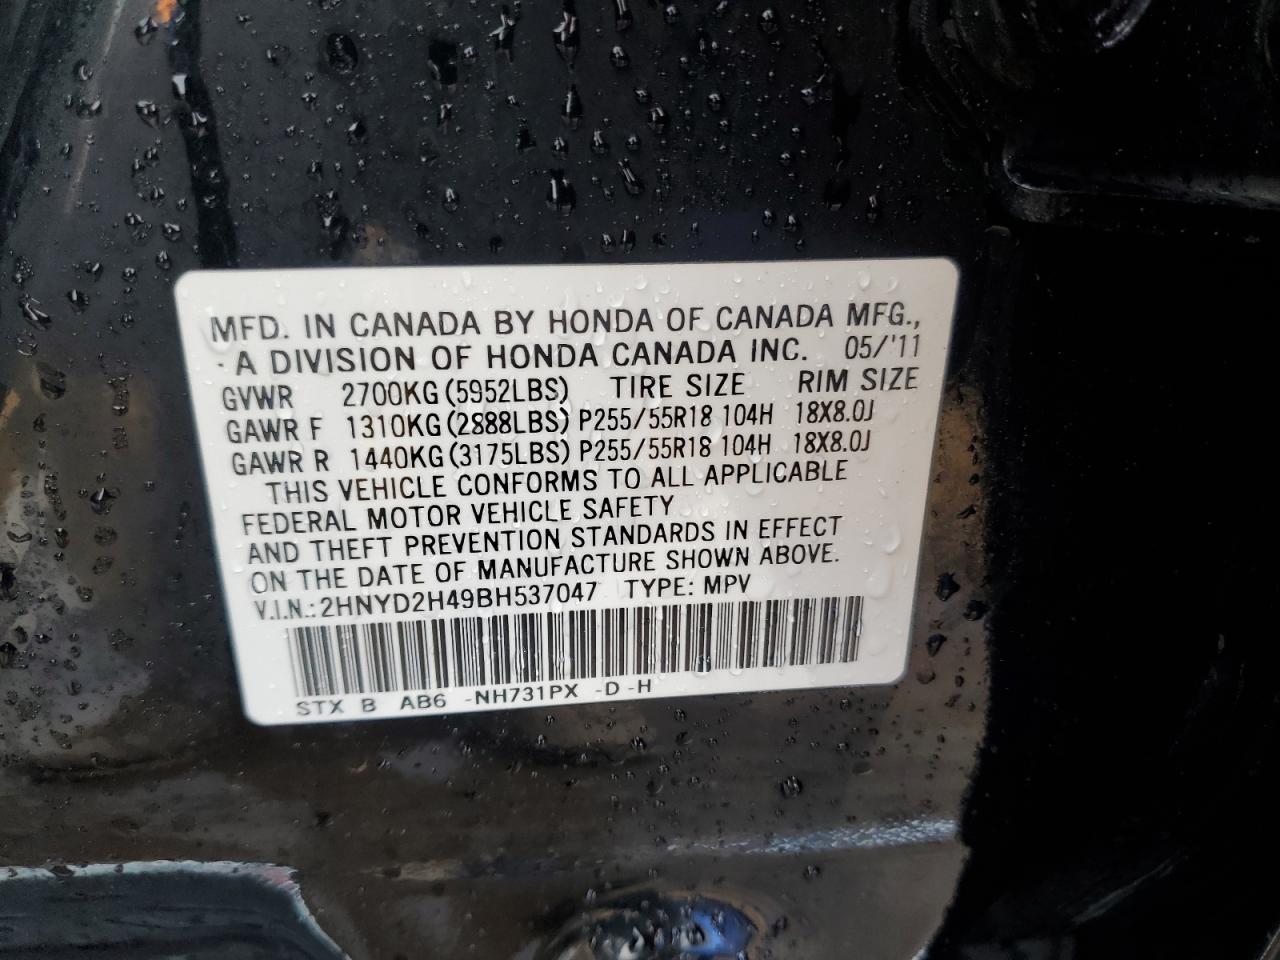 MFD. IN CANADA BY HONDA OF CANADA MFG.,
A DIVISION OF HONDA CANADA INC. 05/'11
GVWR 2700KG (5952LBS) TIRE SIZE RIM SIZE
GAWR F 1310KG (2888LBS) P255/55R18 104H 18X8.0J
GAWR R 1440KG (3175LBS) P255/55R18 104H 18X8.0J
THIS VEHICLE CONFORMS TO ALL APPLICABLE
FEDERAL MOTOR VEHICLE SAFETY
AND THEFT PREVENTION STANDARDS IN EFFECT
ON THE DATE OF MANUFACTURE SHOWN ABOVE.
V.I.N.: 2HNYD2H49BH537047 TYPE: MPV
STX B AB6 -NH731PX -D -H